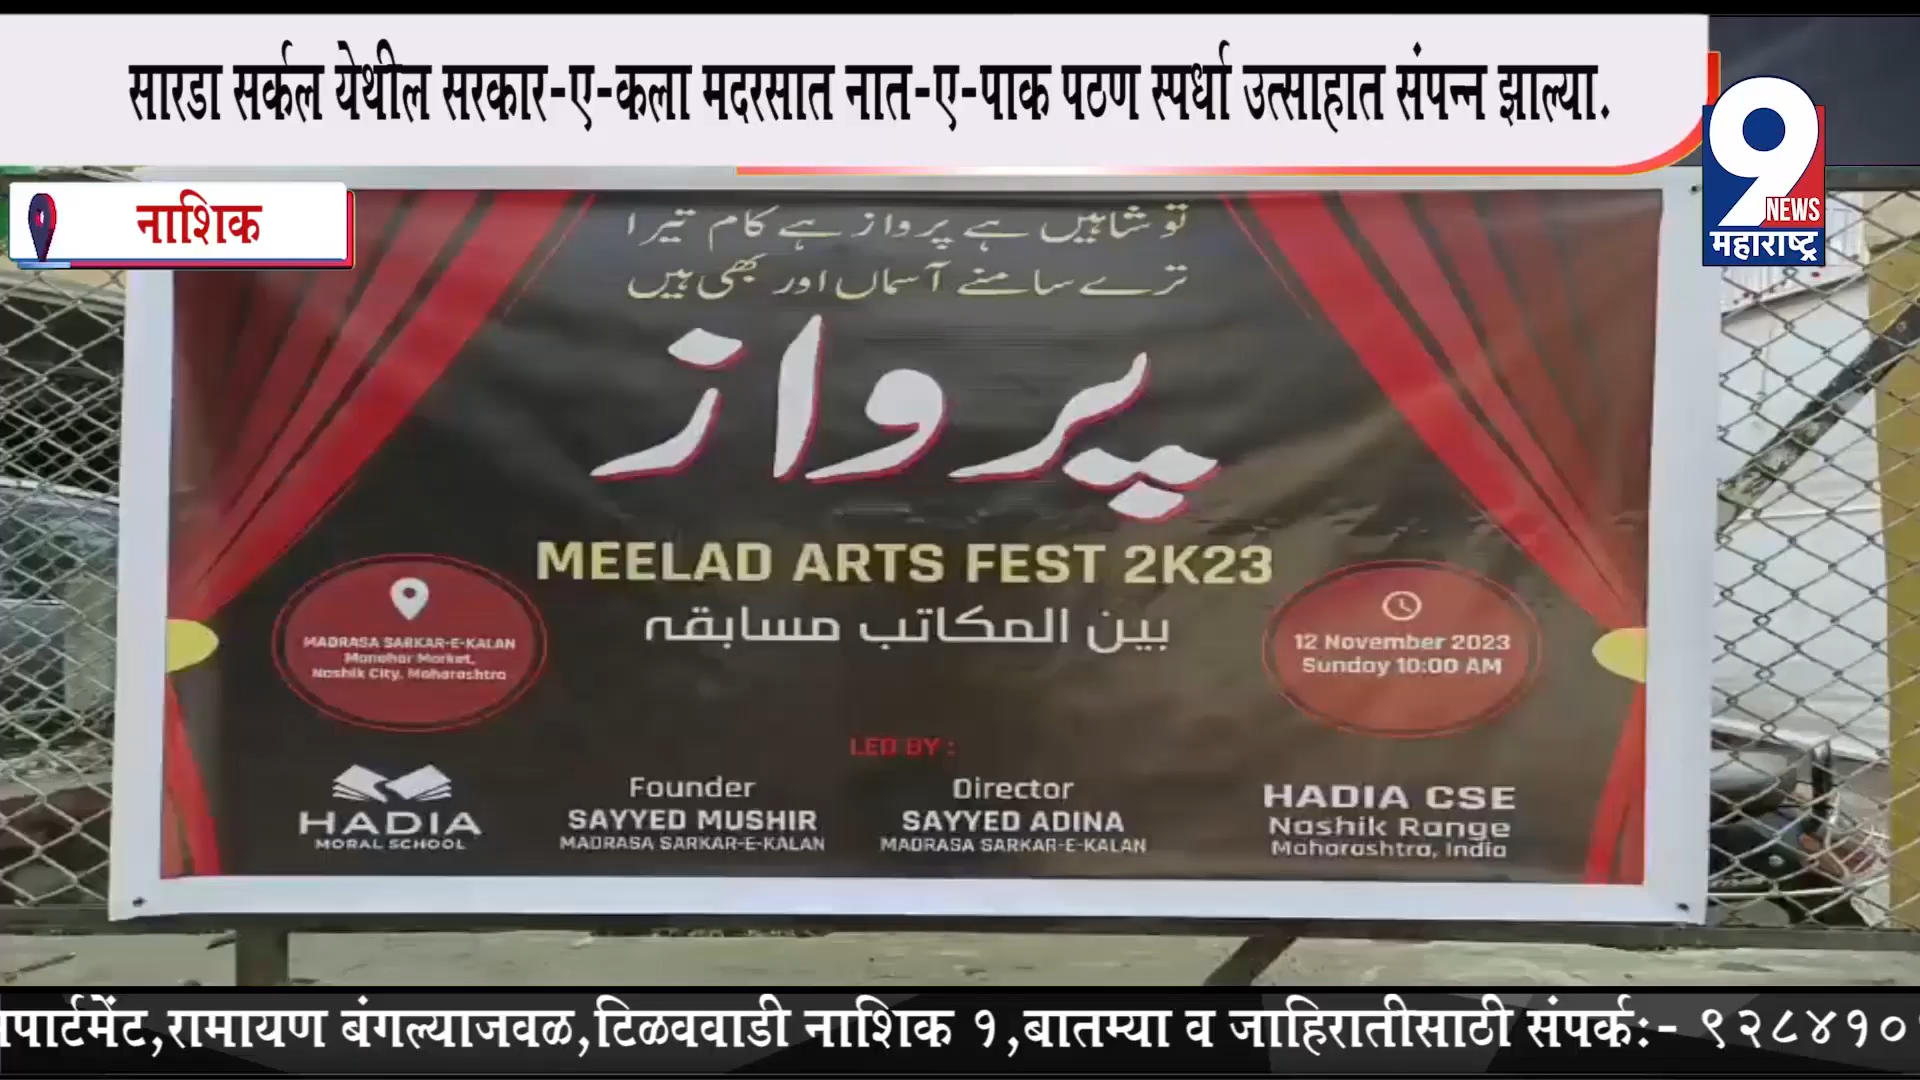 सारडा सर्कल येथील सरकार-ए-कला मदरसात नात-ए-पाक पठण स्पर्धा उत्साहात संपन्न झाल्या.
9
NEWS
महाराष्ट्र
नाशिक
تو شاہیں ہے پرواز ہے کام تیرا
ترے سامنے آسماں اور بھی ہیں
پرواز
MEELAD ARTS FEST 2K23
بين المكاتب مسابقه
MADRASA SARKAR-E-KALAN
Manohar Market,
Nashik City, Maharashtra
12 November 2023
Sunday 10:00 AM
LED BY :
HADIA
MORAL SCHOOL
Founder
SAYYED MUSHIR
MADRASA SARKAR-E-KALAN
Director
SAYYED ADINA
MADRASA SARKAR-E-KALAN
HADIA CSE
Nashik Range
Maharashtra, India
पार्टमेंट,रामायण बंगल्याजवळ,टिळववाडी नाशिक १,बातम्या व जाहिरातीसाठी संपर्क:- ९२८४१०